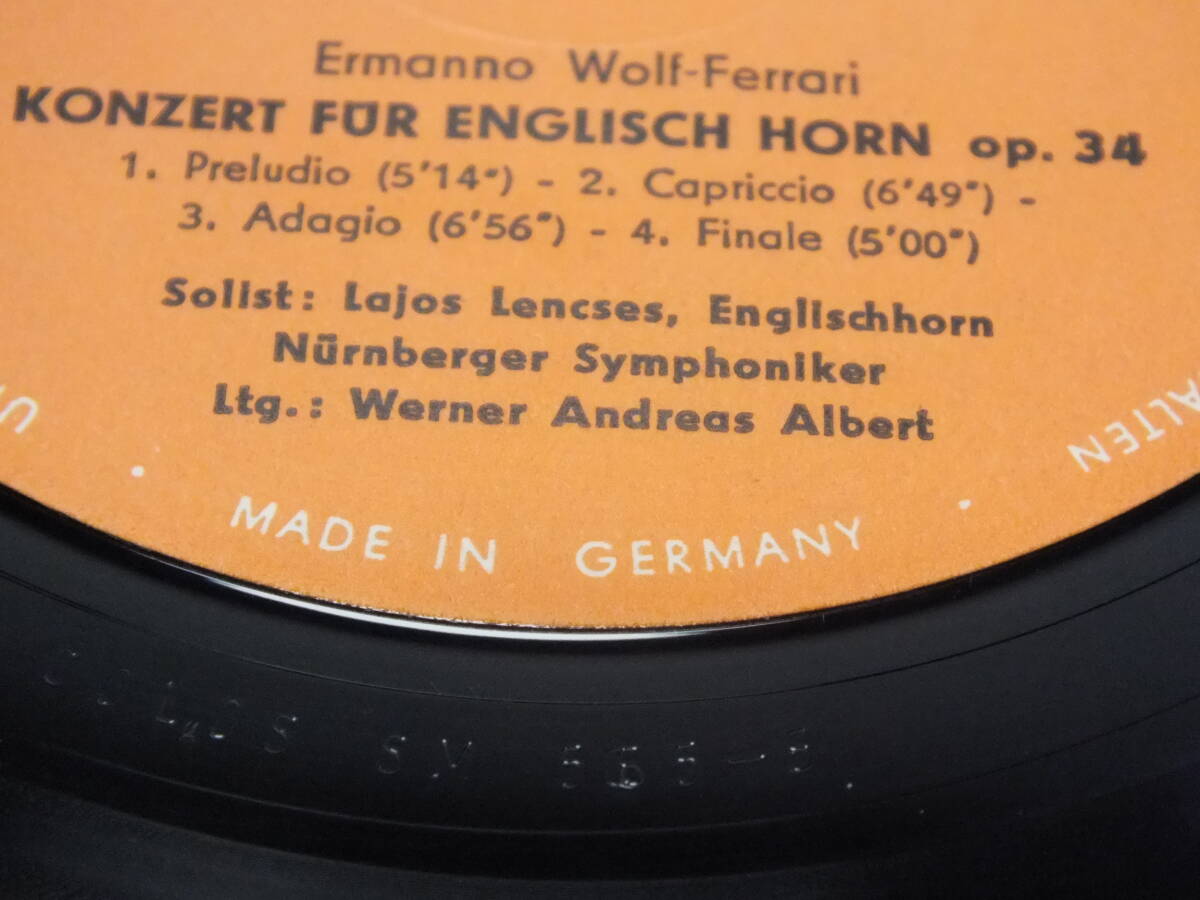 Ermanno Wolf-Ferrari
KONZERT FÜR ENGLISCH HORN op. 34
1. Preludio (5'14") - 2. Capriccio (6'49") -
3. Adagio (6'56") - 4. Finale (5'00")
Solist: Lajos Lencses, Englischhorn
Nürnberger Symphoniker
Ltg.: Werner Andreas Albert
MADE IN GERMANY